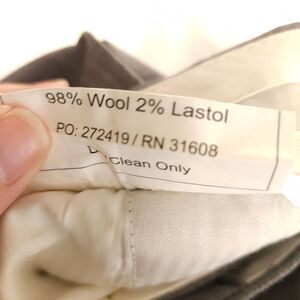 98% Wool 2% Lastol
PO: 272419 / RN 31608
Clean Only